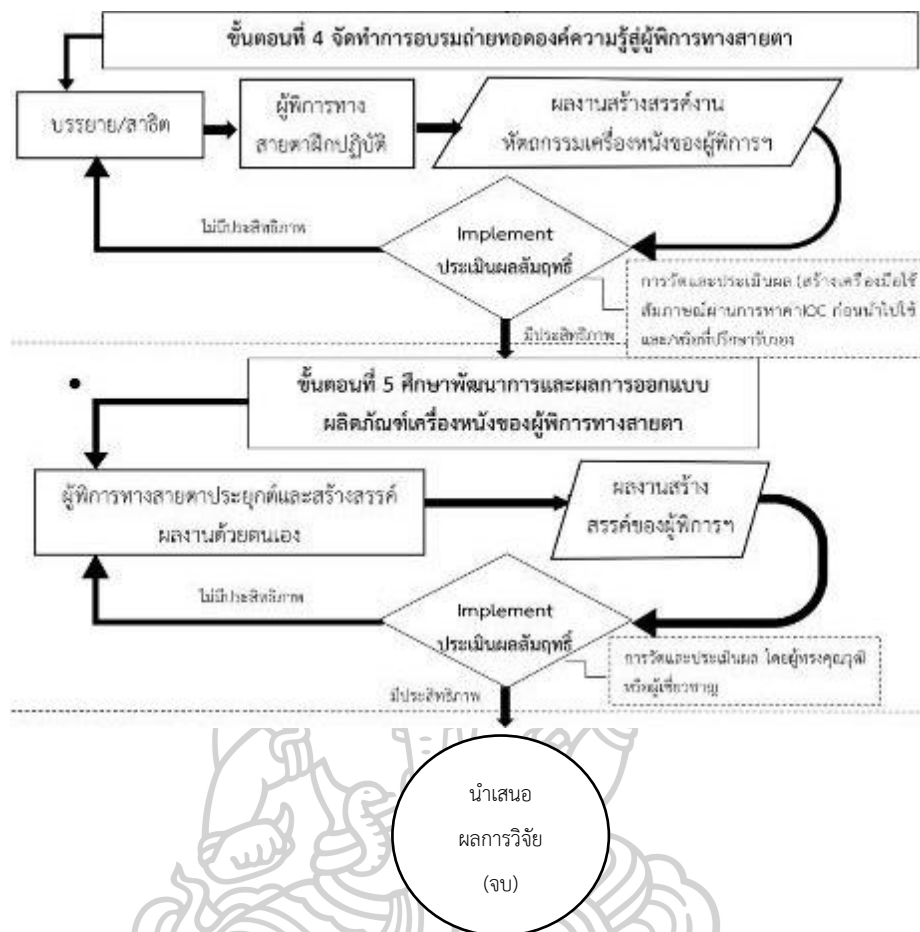 ขั้นตอนที่ 4 จัดทำการอบรมถ่ายทอดองค์ความรู้สู่ผู้พิการทางสายตา
บรรยาย/สาธิต
ผู้พิการทาง
สายตาฝึกปฏิบัติ
ผลงานสร้างสรรค์งาน
หัตถกรรมเครื่องหนังของผู้พิการฯ
ไม่มีประสิทธิภาพ
Implement
ประเมินผลสัมฤทธิ์
การวัดและประเมินผล (สร้างเครื่องมือใช้
สัมภาษณ์ผ่านการหาค่าIOC ก่อนนำไปใช้
และ/หรือที่ปรึกษารับรอง
มีประสิทธิภาพ
ขั้นตอนที่ 5 ศึกษาพัฒนาการและผลการออกแบบ
ผลิตภัณฑ์เครื่องหนังของผู้พิการทางสายตา
ผู้พิการทางสายตาประยุกต์และสร้างสรรค์
ผลงานด้วยตนเอง
ผลงานสร้าง
สรรค์ของผู้พิการฯ
ไม่มีประสิทธิภาพ
Implement
ประเมินผลสัมฤทธิ์
การวัดและประเมินผล โดยผู้ทรงคุณวุฒิ
หรือผู้เชี่ยวชาญ
มีประสิทธิภาพ
นำเสนอ
ผลการวิจัย
(จบ)